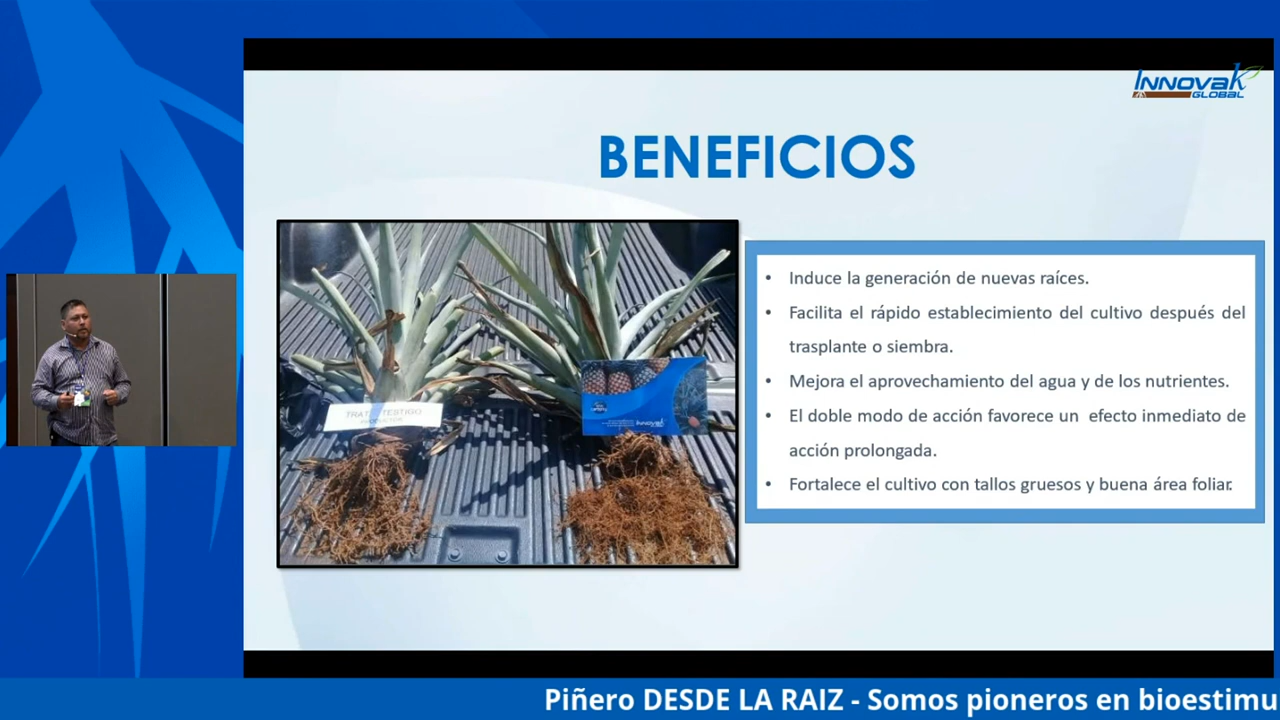 INNOVAK
GLOBAL
BENEFICIOS
TRAT. TESTIGO
PRODUCTOR
INNOVAK
• Induce la generación de nuevas raíces.
• Facilita el rápido establecimiento del cultivo después del
trasplante o siembra.
• Mejora el aprovechamiento del agua y de los nutrientes.
• El doble modo de acción favorece un efecto inmediato de
acción prolongada.
• Fortalece el cultivo con tallos gruesos y buena área foliar.
Piñero DESDE LA RAIZ - Somos pioneros en bioestimu